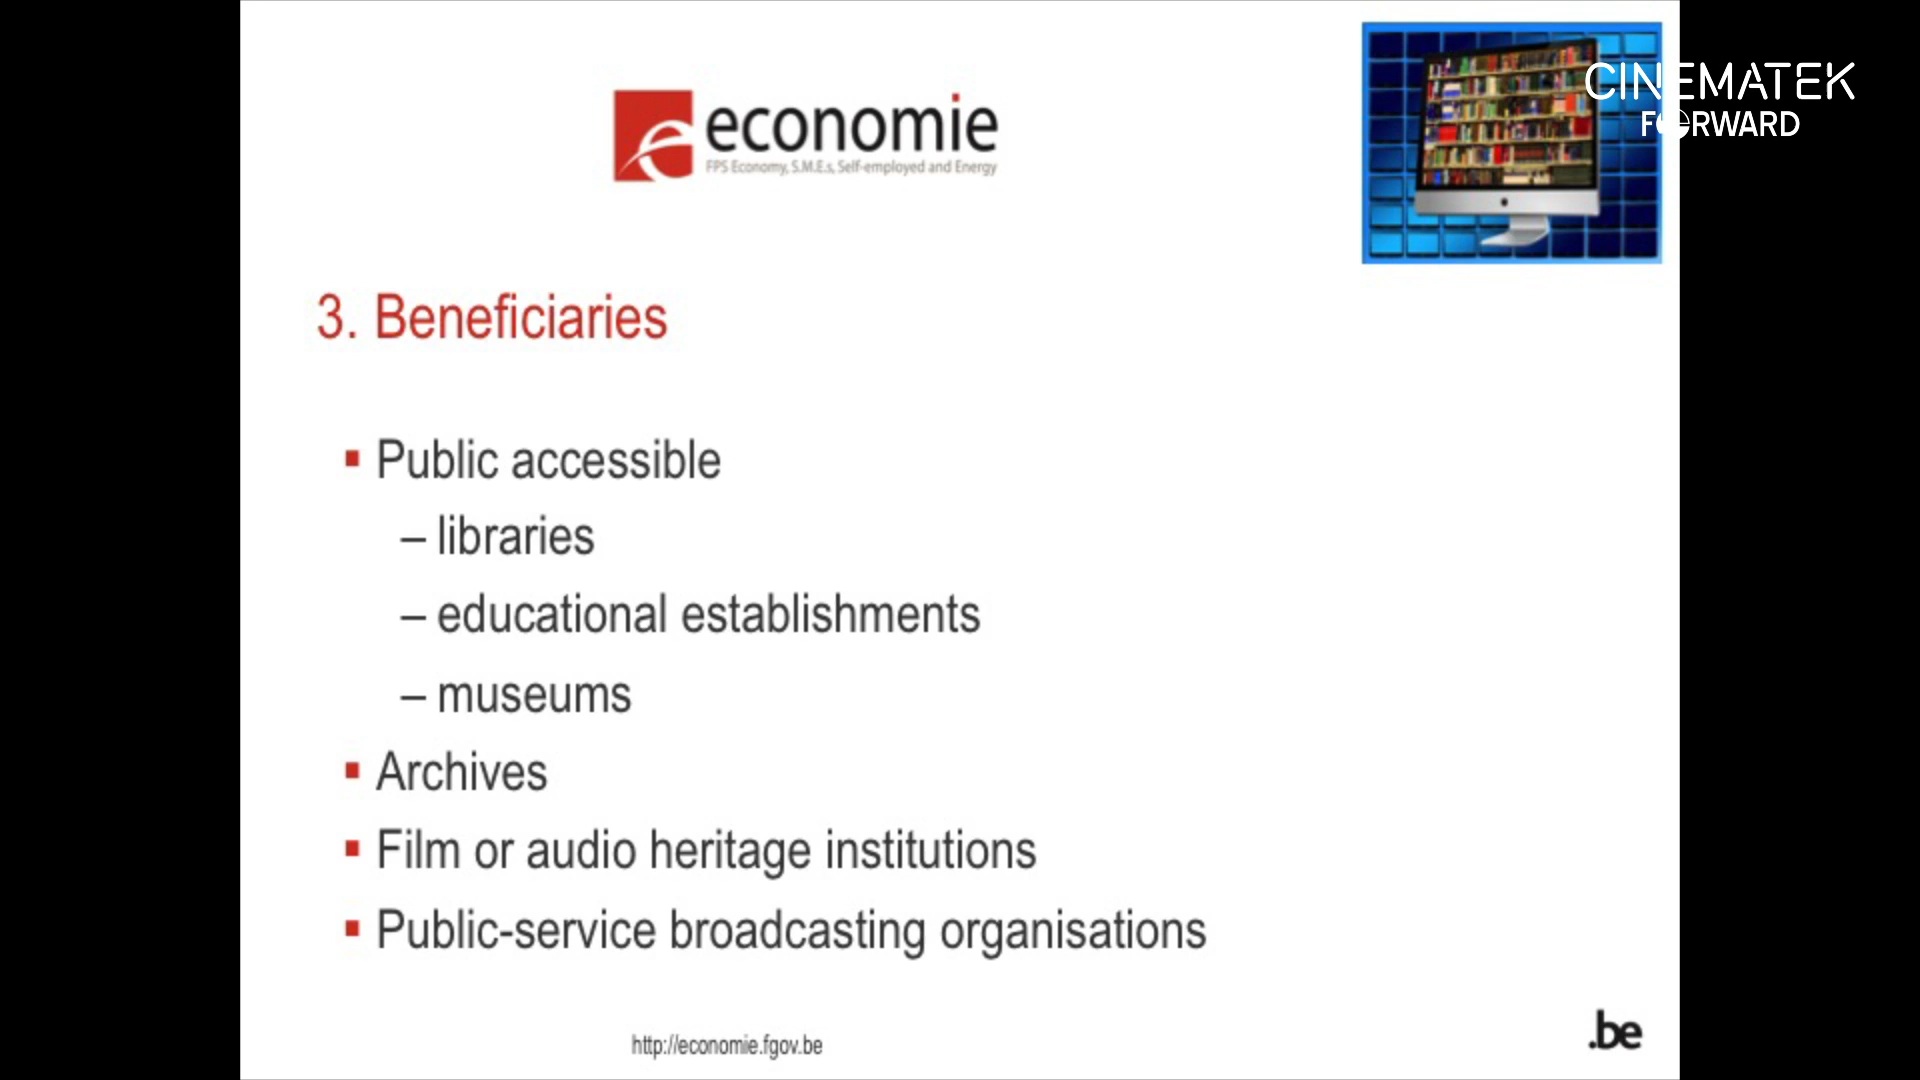 economie
FPS Economy, S.M.E.s, Self-employed and Energy
CINEMATEK
FORWARD
3. Beneficiaries
▪ Public accessible
– libraries
– educational establishments
– museums
▪ Archives
▪ Film or audio heritage institutions
▪ Public-service broadcasting organisations
http://economie.fgov.be
.be